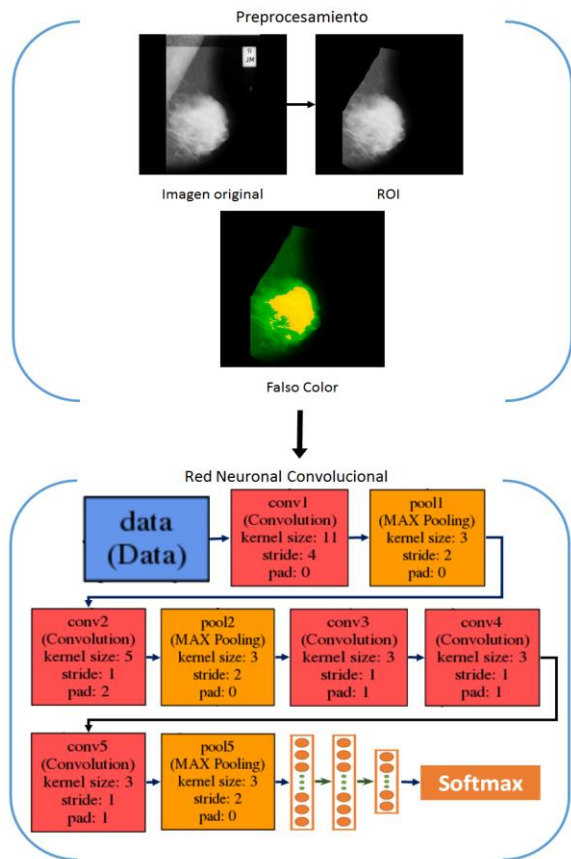 Preprocesamiento
JM
Imagen original
ROI
Falso Color
Red Neuronal Convolucional
data
(Data)
conv1
(Convolution)
kernel size: 11
stride: 4
pad: 0
pool1
(MAX Pooling)
kernel size: 3
stride: 2
pad: 0
conv2
(Convolution)
kernel size: 5
stride: 1
pad: 2
pool2
(MAX Pooling)
kernel size: 3
stride: 2
pad: 0
conv3
(Convolution)
kernel size: 3
stride: 1
pad: 1
conv4
(Convolution)
kernel size: 3
stride: 1
pad: 1
conv5
(Convolution)
kernel size: 3
stride: 1
pad: 1
pool5
(MAX Pooling)
kernel size: 3
stride: 2
pad: 0
Softmax